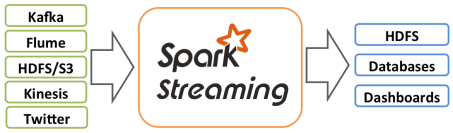 Kafka
Flume
HDFS/S3
Kinesis
Twitter
Spark
Streaming
HDFS
Databases
Dashboards